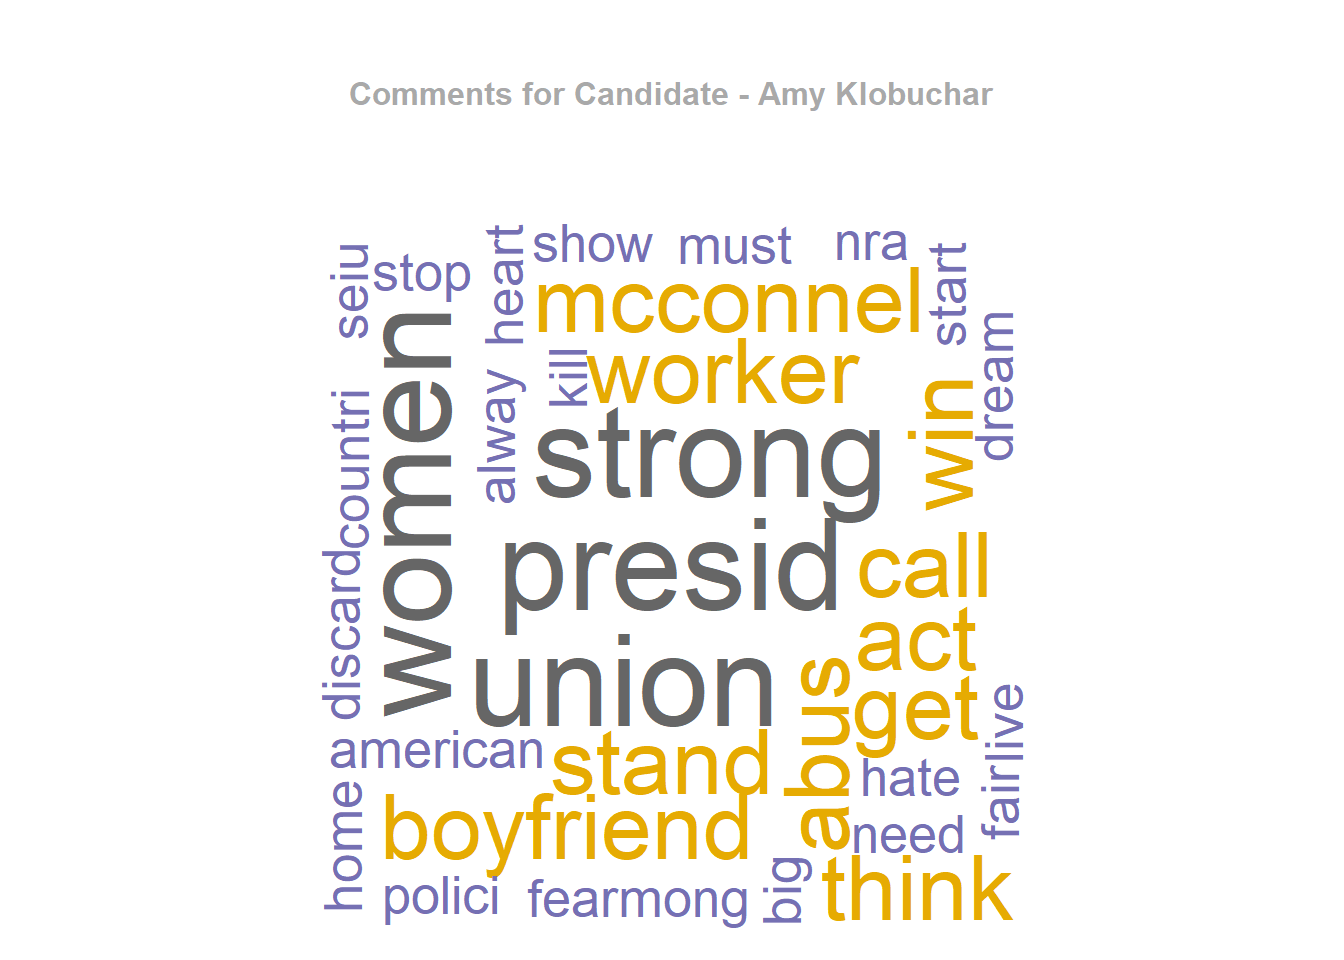 Comments for Candidate - Amy Klobuchar
seiu
stop
heart
show
must
nra
start
mcconnel
women
worker
kill
alway
dream
win
countri
strong
presid
call
discard
act
union
abus
get
live
american
stand
hate
fair
home
boyfriend
need
polici
fearmong
big
think